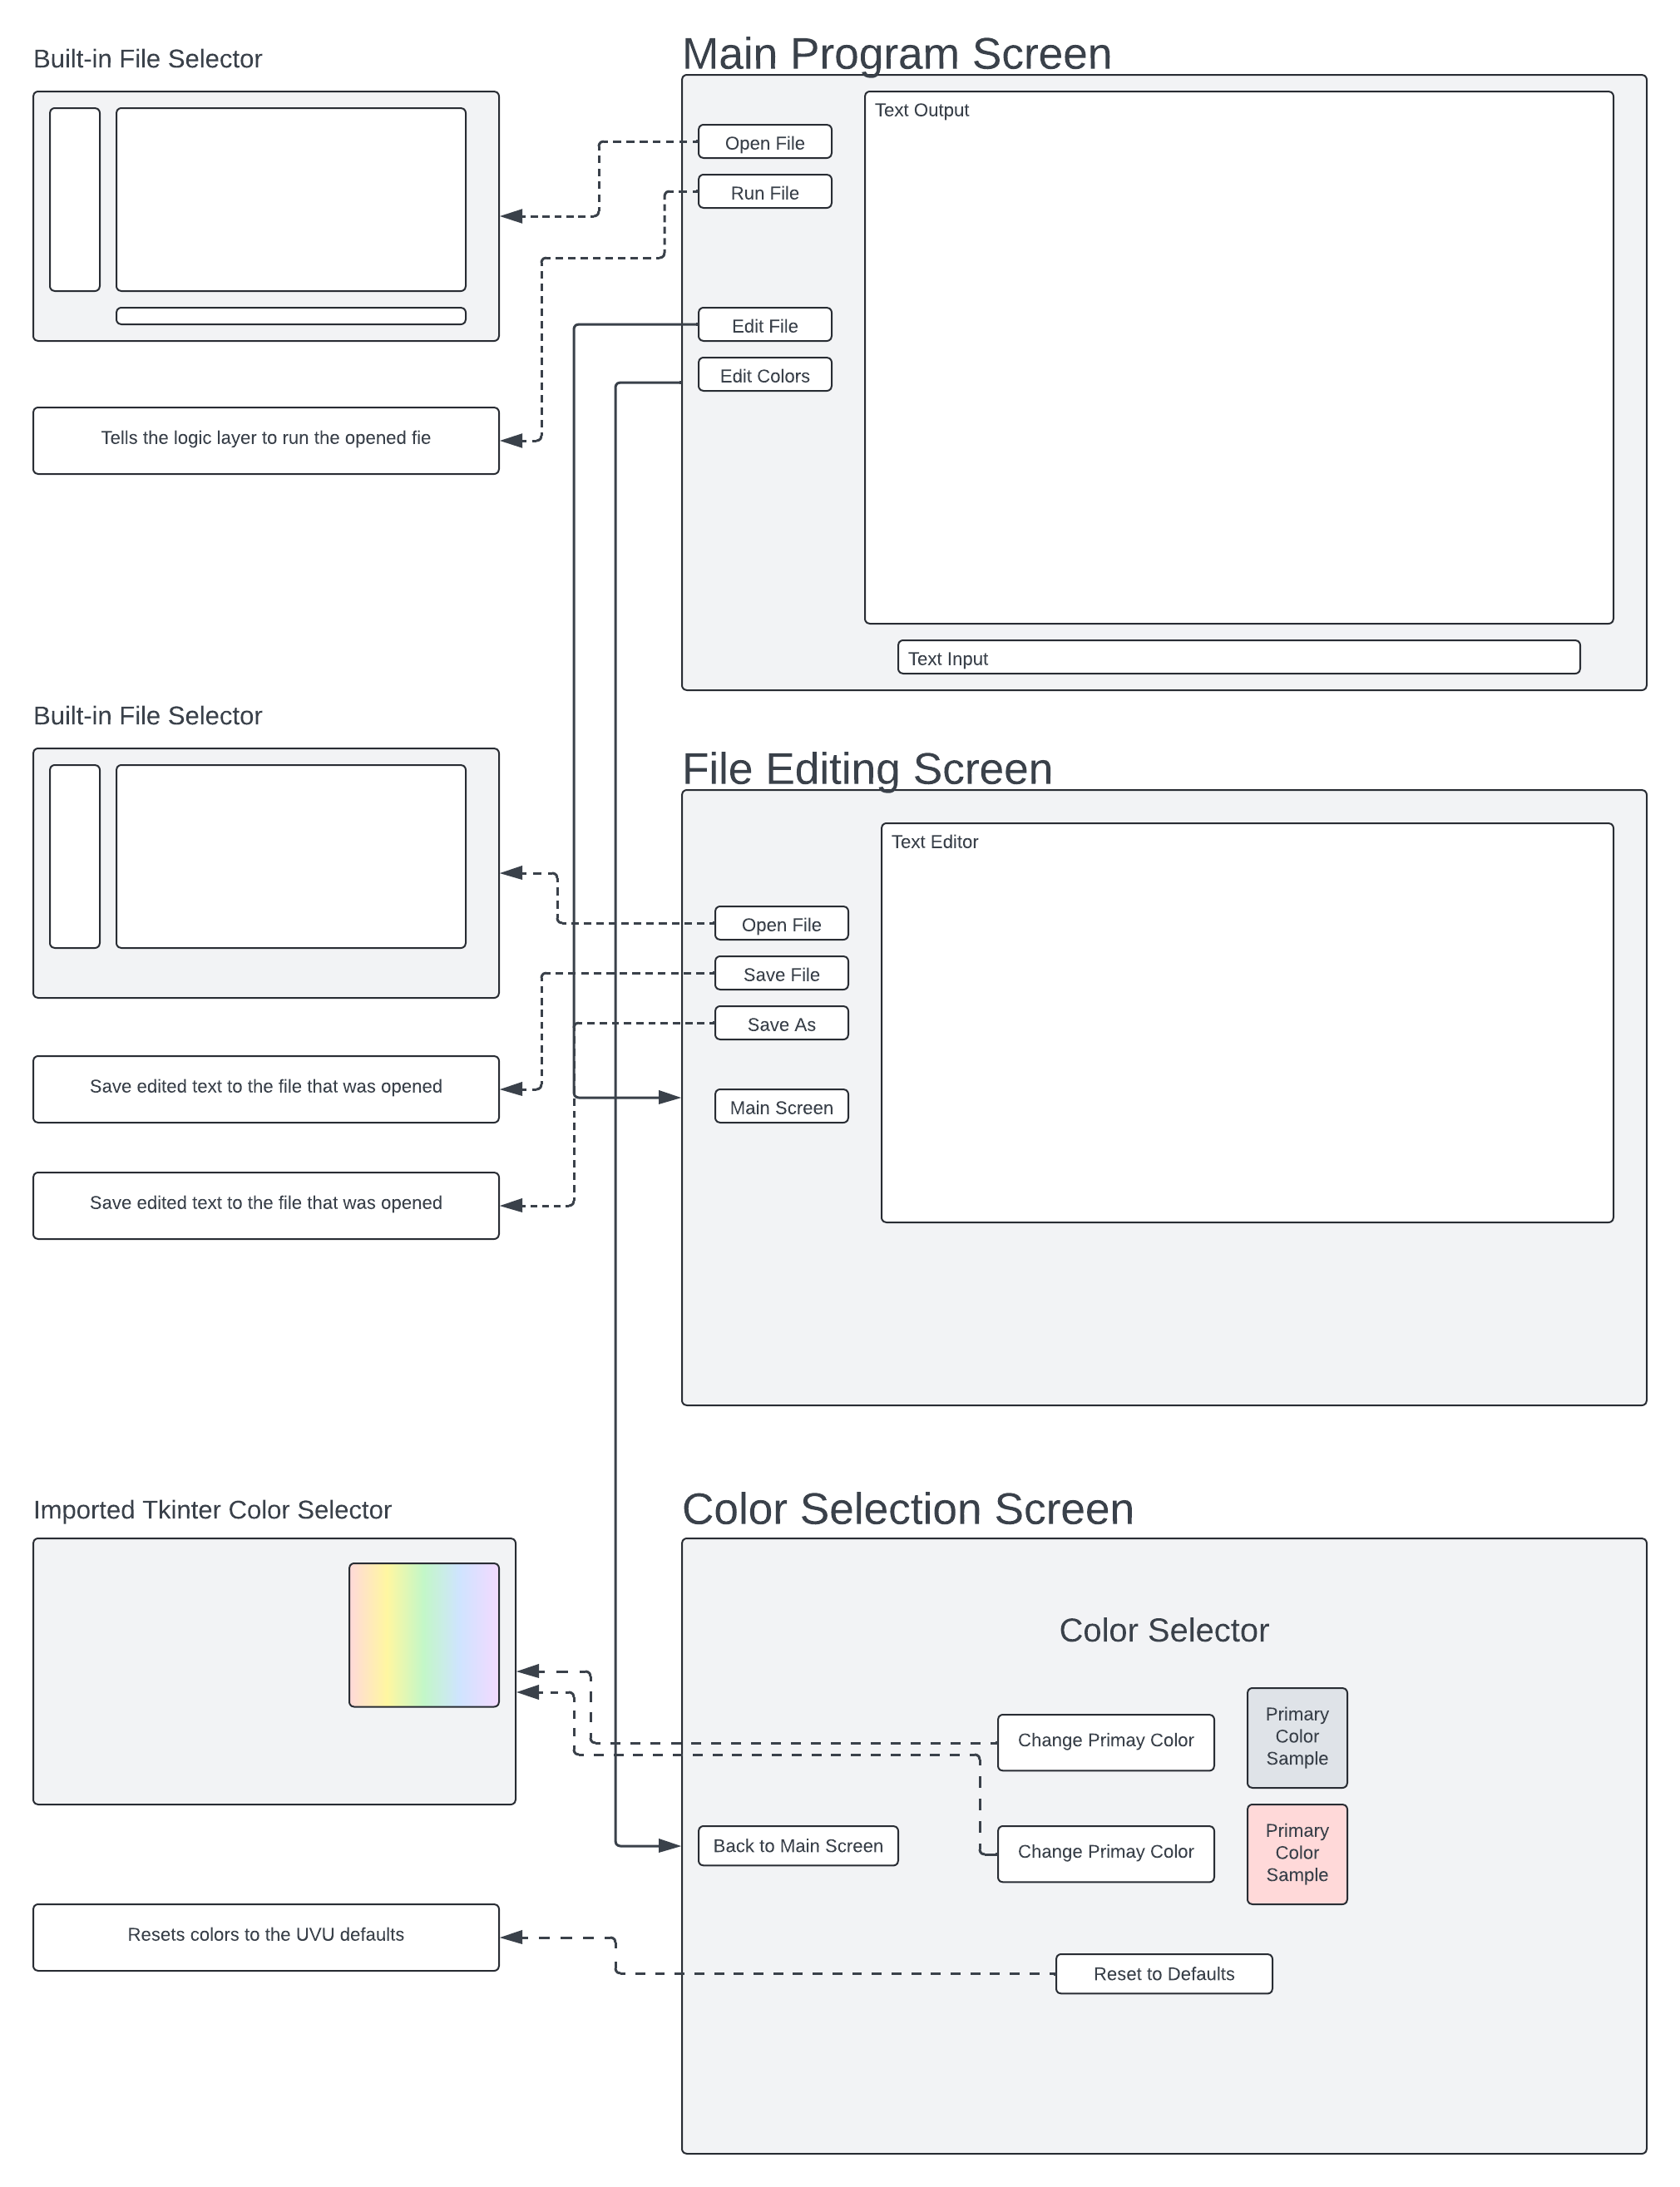 Built-in File Selector
Main Program Screen
Text Output
Open File
Run File
Edit File
Edit Colors
Tells the logic layer to run the opened fie
Text Input
Built-in File Selector
File Editing Screen
Text Editor
Open File
Save File
Save As
Main Screen
Save edited text to the file that was opened
Save edited text to the file that was opened
Imported Tkinter Color Selector
Color Selection Screen
Color Selector
Change Primay Color
Primary
Color
Sample
Back to Main Screen
Change Primay Color
Primary
Color
Sample
Resets colors to the UVU defaults
Reset to Defaults